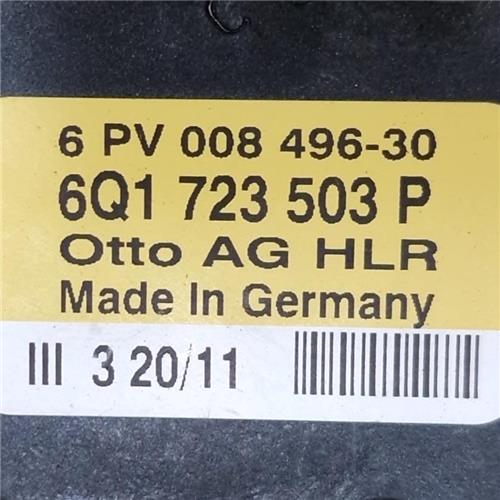 6 PV 008 496-30
6Q1 723 503 P
Otto AG HLR
Made In Germany
III 3 20/11